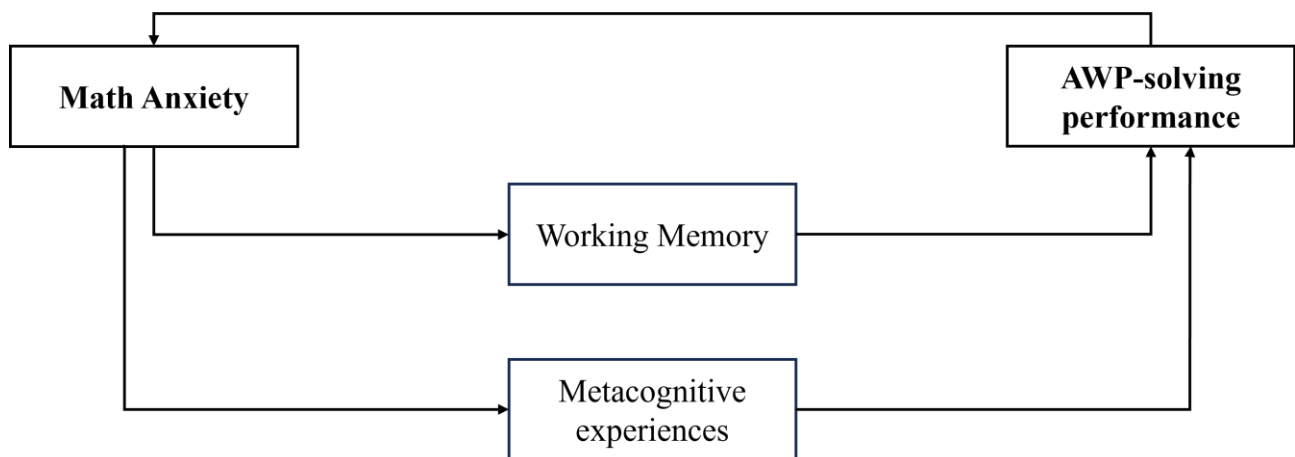 Math Anxiety
AWP-solving
performance
Working Memory
Metacognitive
experiences